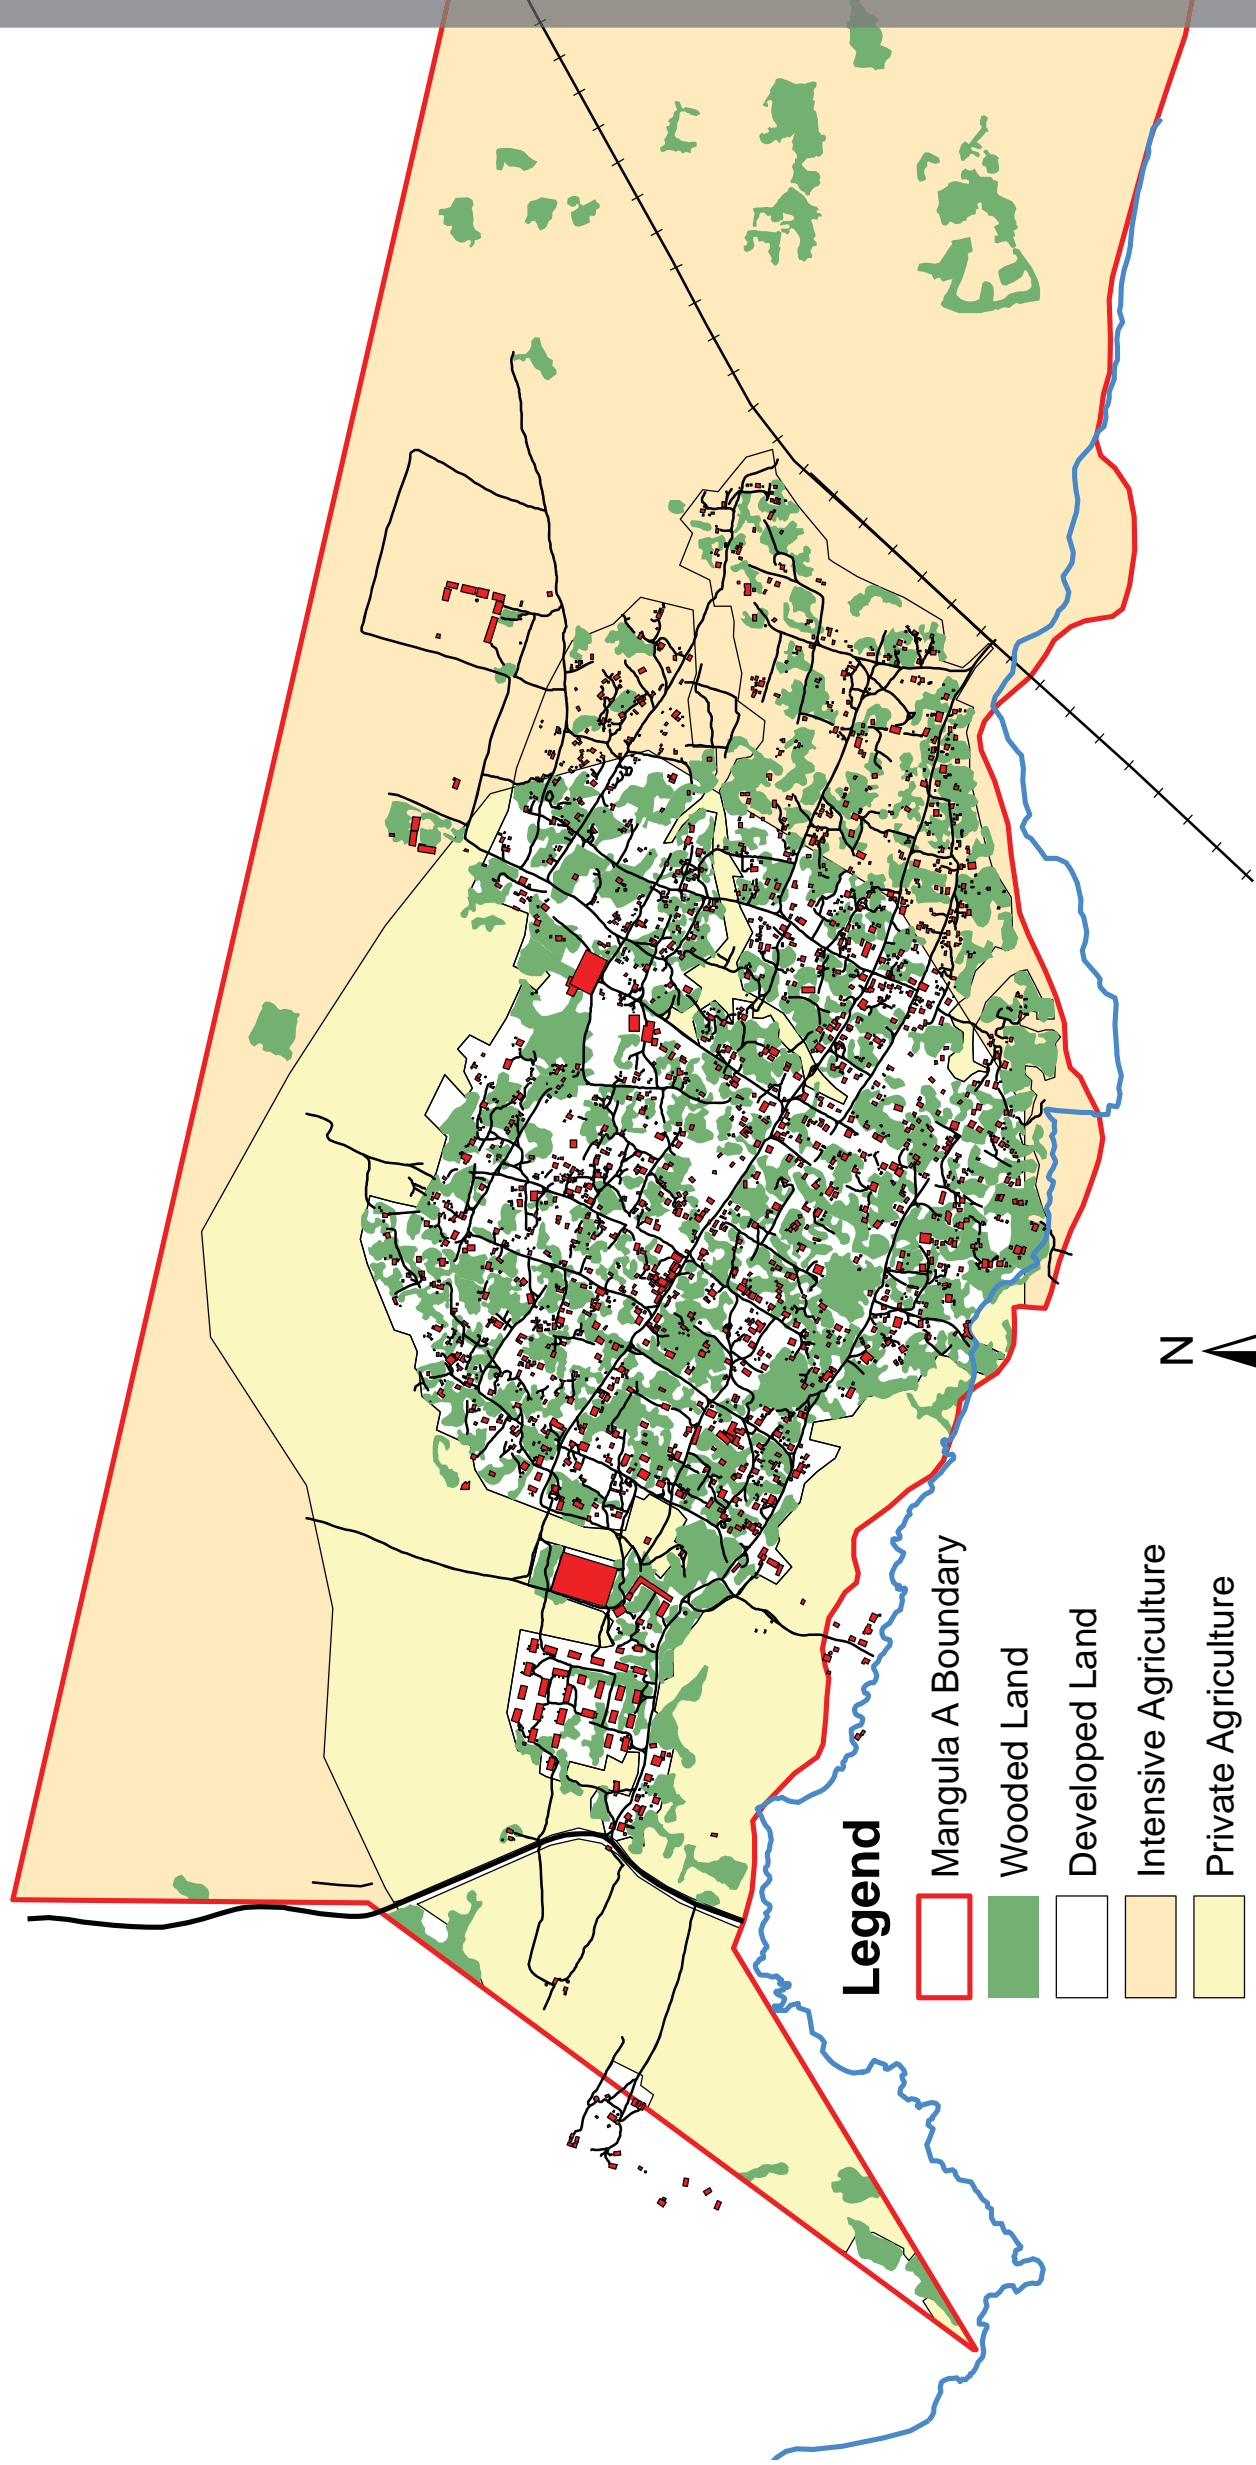 N
Legend
Mangula A Boundary
Wooded Land
Developed Land
Intensive Agriculture
Private Agriculture